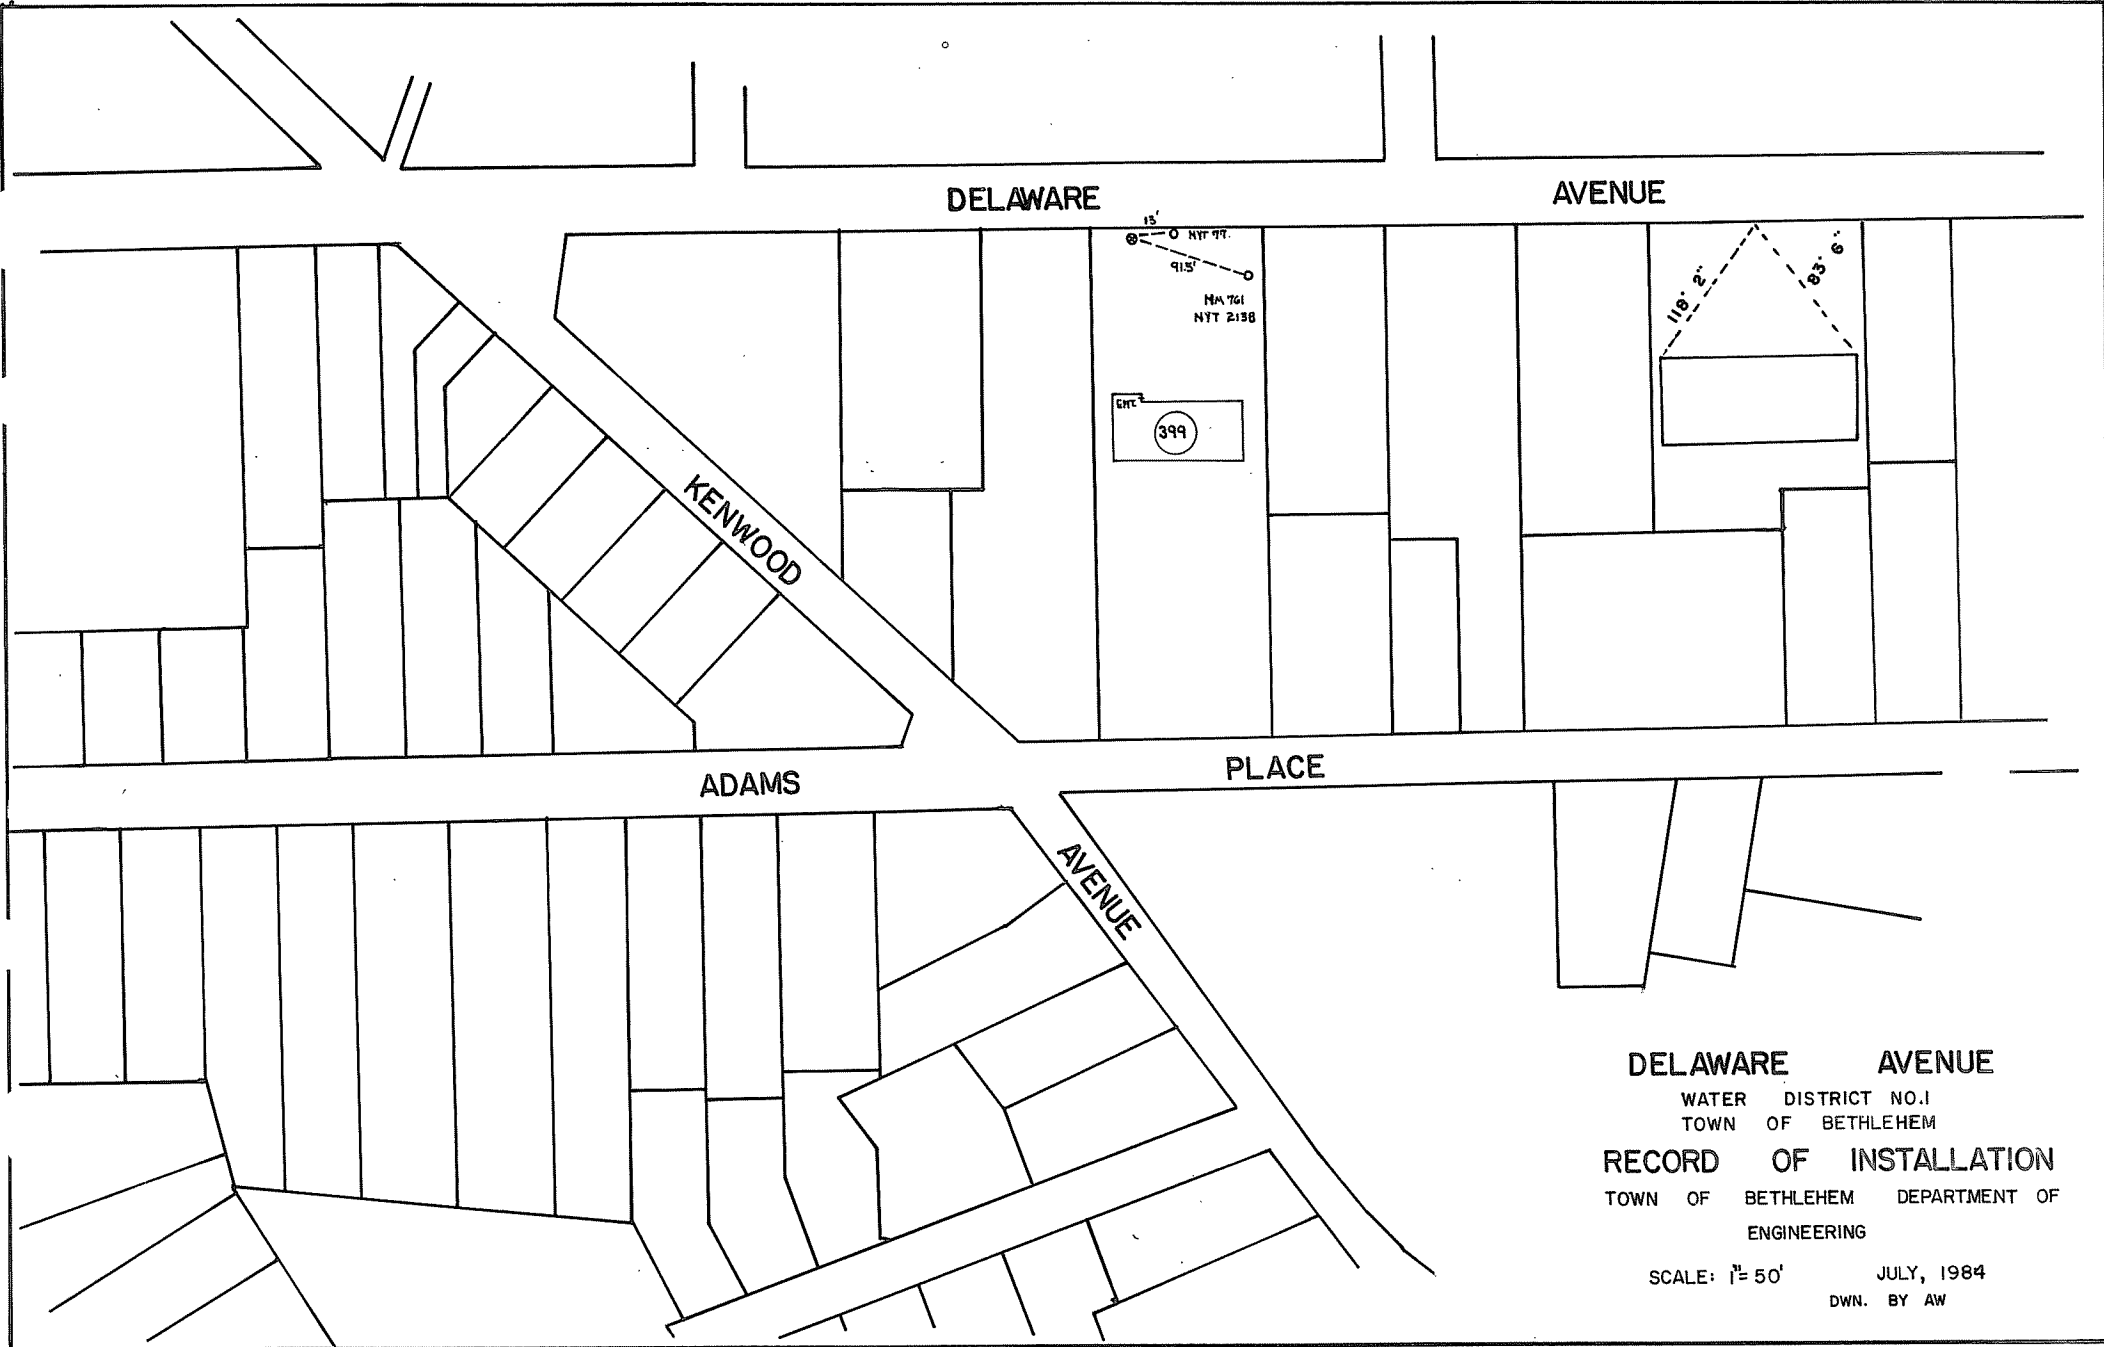 DELAWARE AVENUE
13'
NYT 77.
91.5'
NM 761
NYT 2138
118' 2"
83' 6"
ENT.
399
KENWOOD
ADAMS PLACE
AVENUE
DELAWARE AVENUE
WATER DISTRICT NO.1
TOWN OF BETHLEHEM
RECORD OF INSTALLATION
TOWN OF BETHLEHEM DEPARTMENT OF
ENGINEERING
SCALE: 1"= 50' JULY, 1984
DWN. BY AW